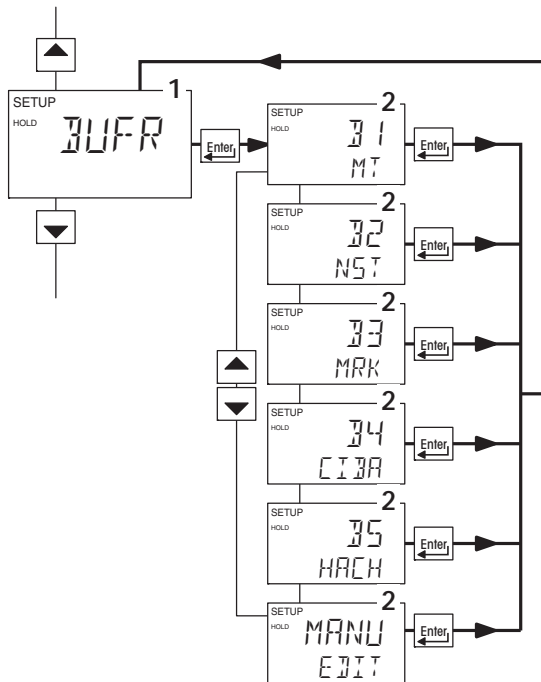 1
SETUP
HOLD
BUFR
Enter
2
SETUP
HOLD
B1
MT
Enter
2
SETUP
HOLD
B2
NST
Enter
2
SETUP
HOLD
B3
MRK
Enter
2
SETUP
HOLD
B4
CIBA
Enter
2
SETUP
HOLD
B5
HACH
Enter
2
SETUP
HOLD
MANU
EDIT
Enter